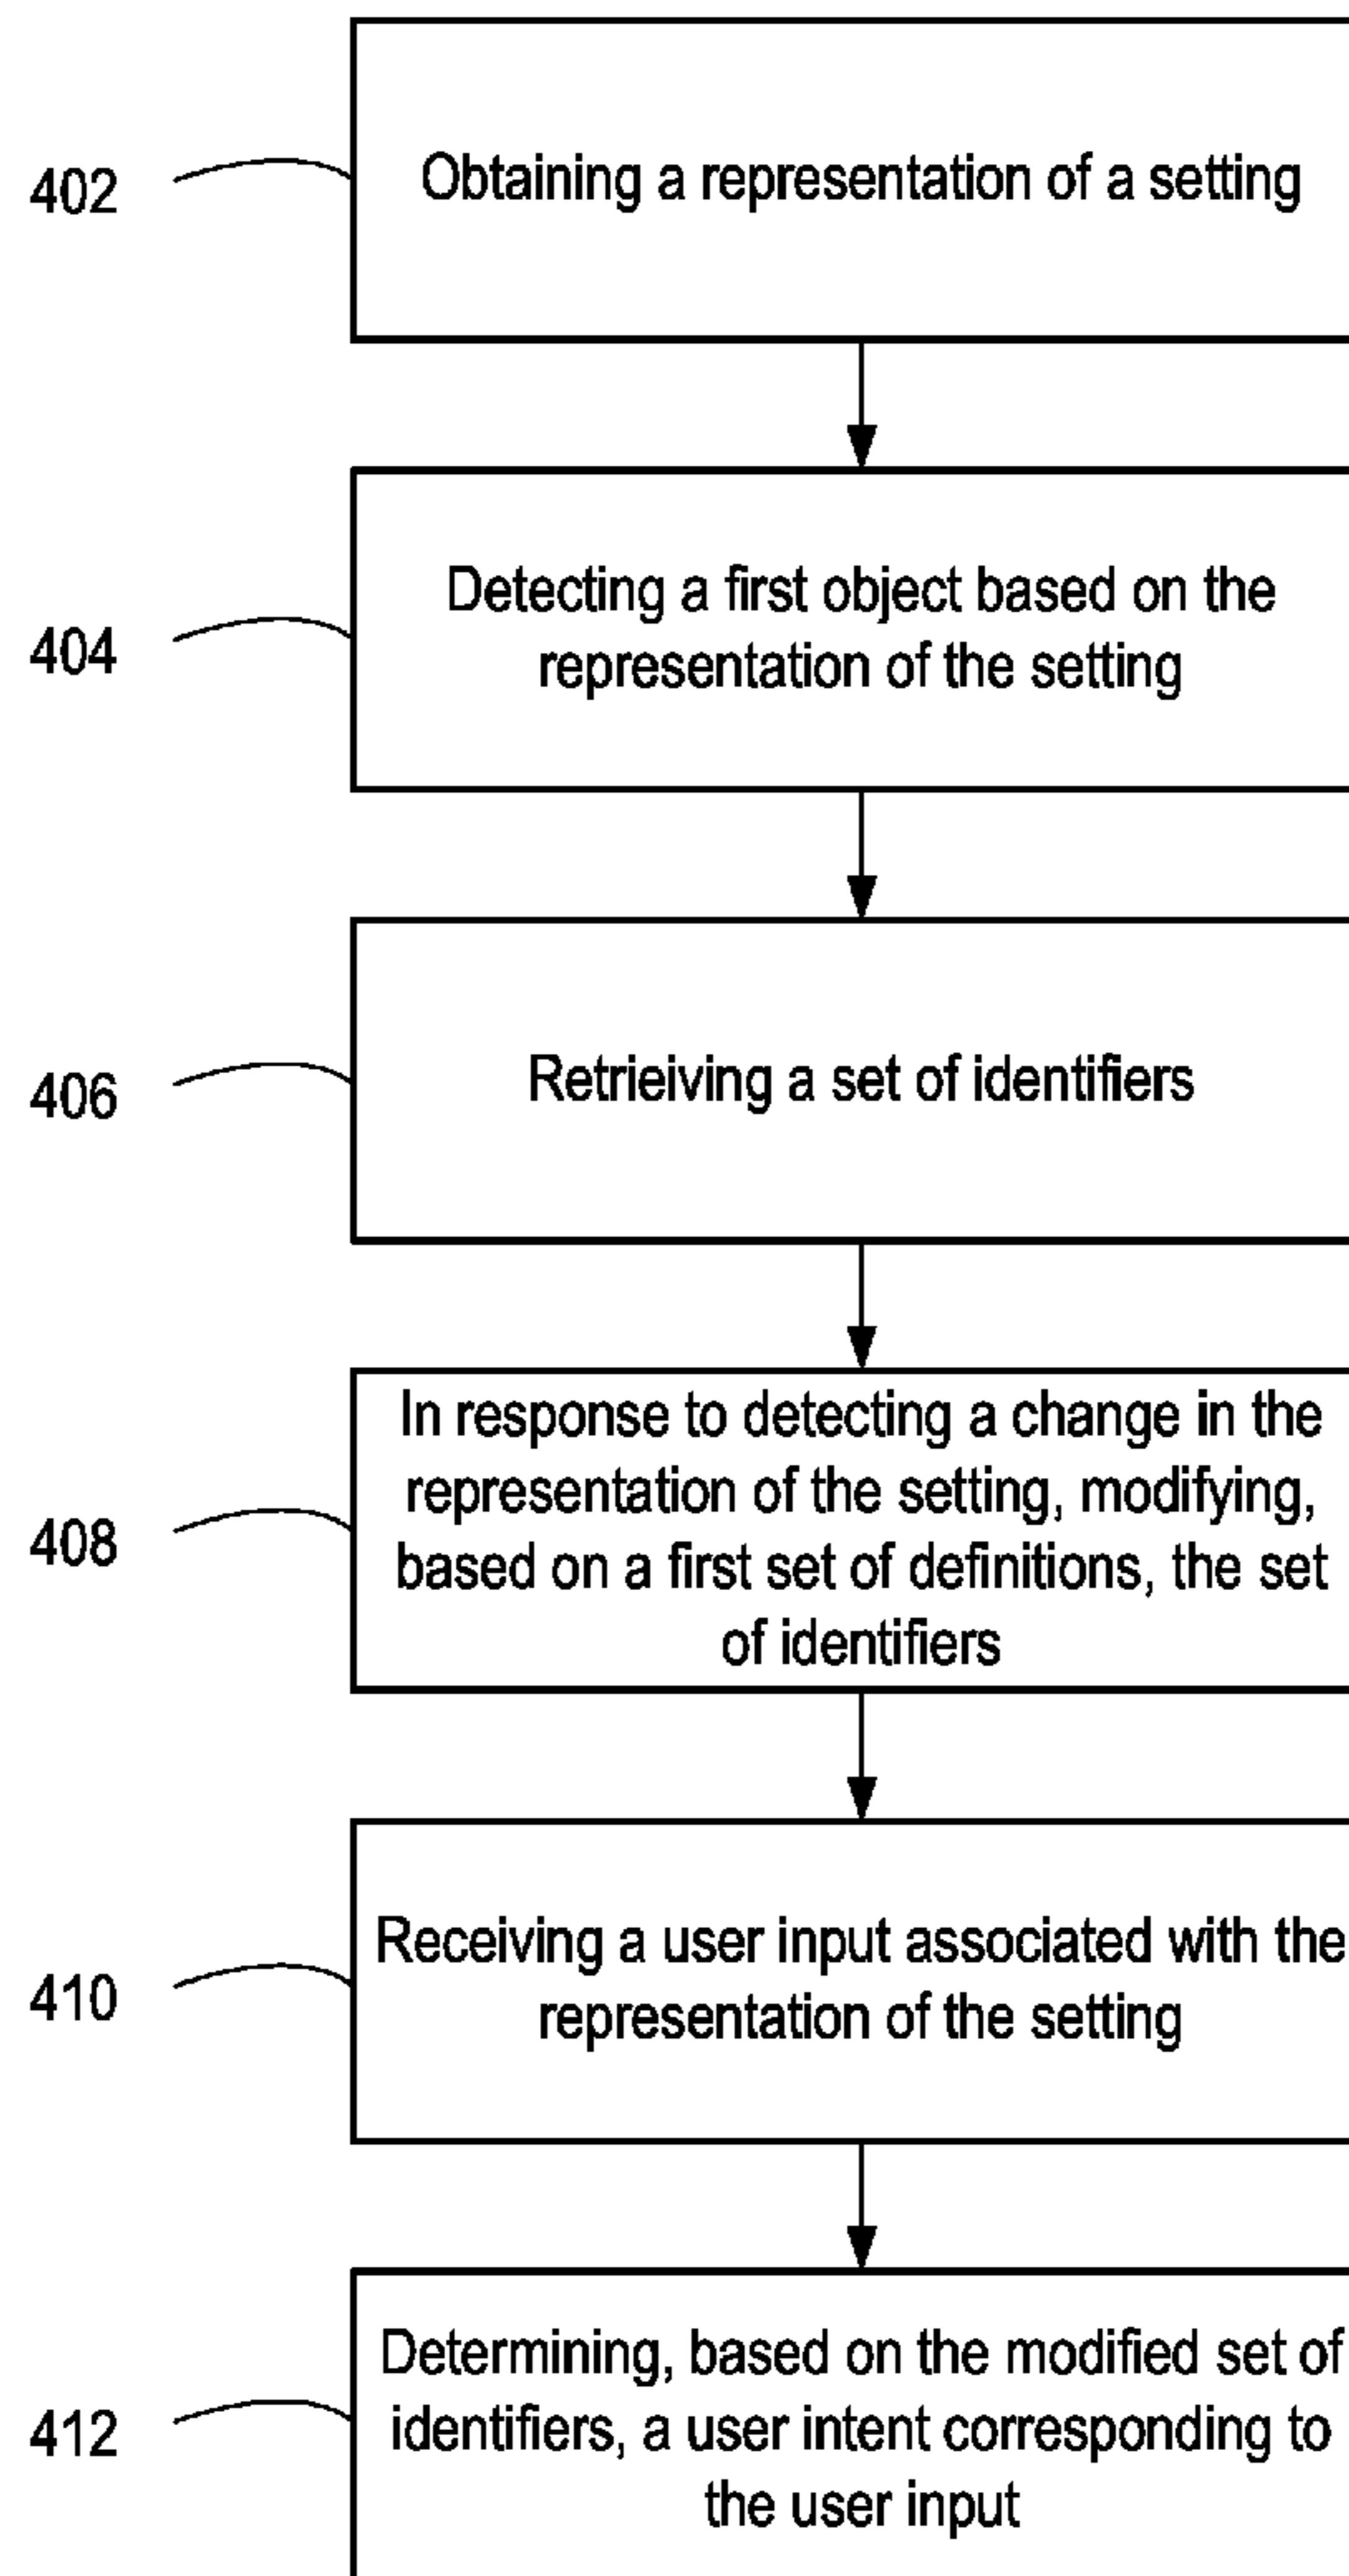 402
Obtaining a representation of a setting
404
Detecting a first object based on the
representation of the setting
406
Retrieiving a set of identifiers
408
In response to detecting a change in the
representation of the setting, modifying,
based on a first set of definitions, the set
of identifiers
410
Receiving a user input associated with the
representation of the setting
412
Determining, based on the modified set of
identifiers, a user intent corresponding to
the user input